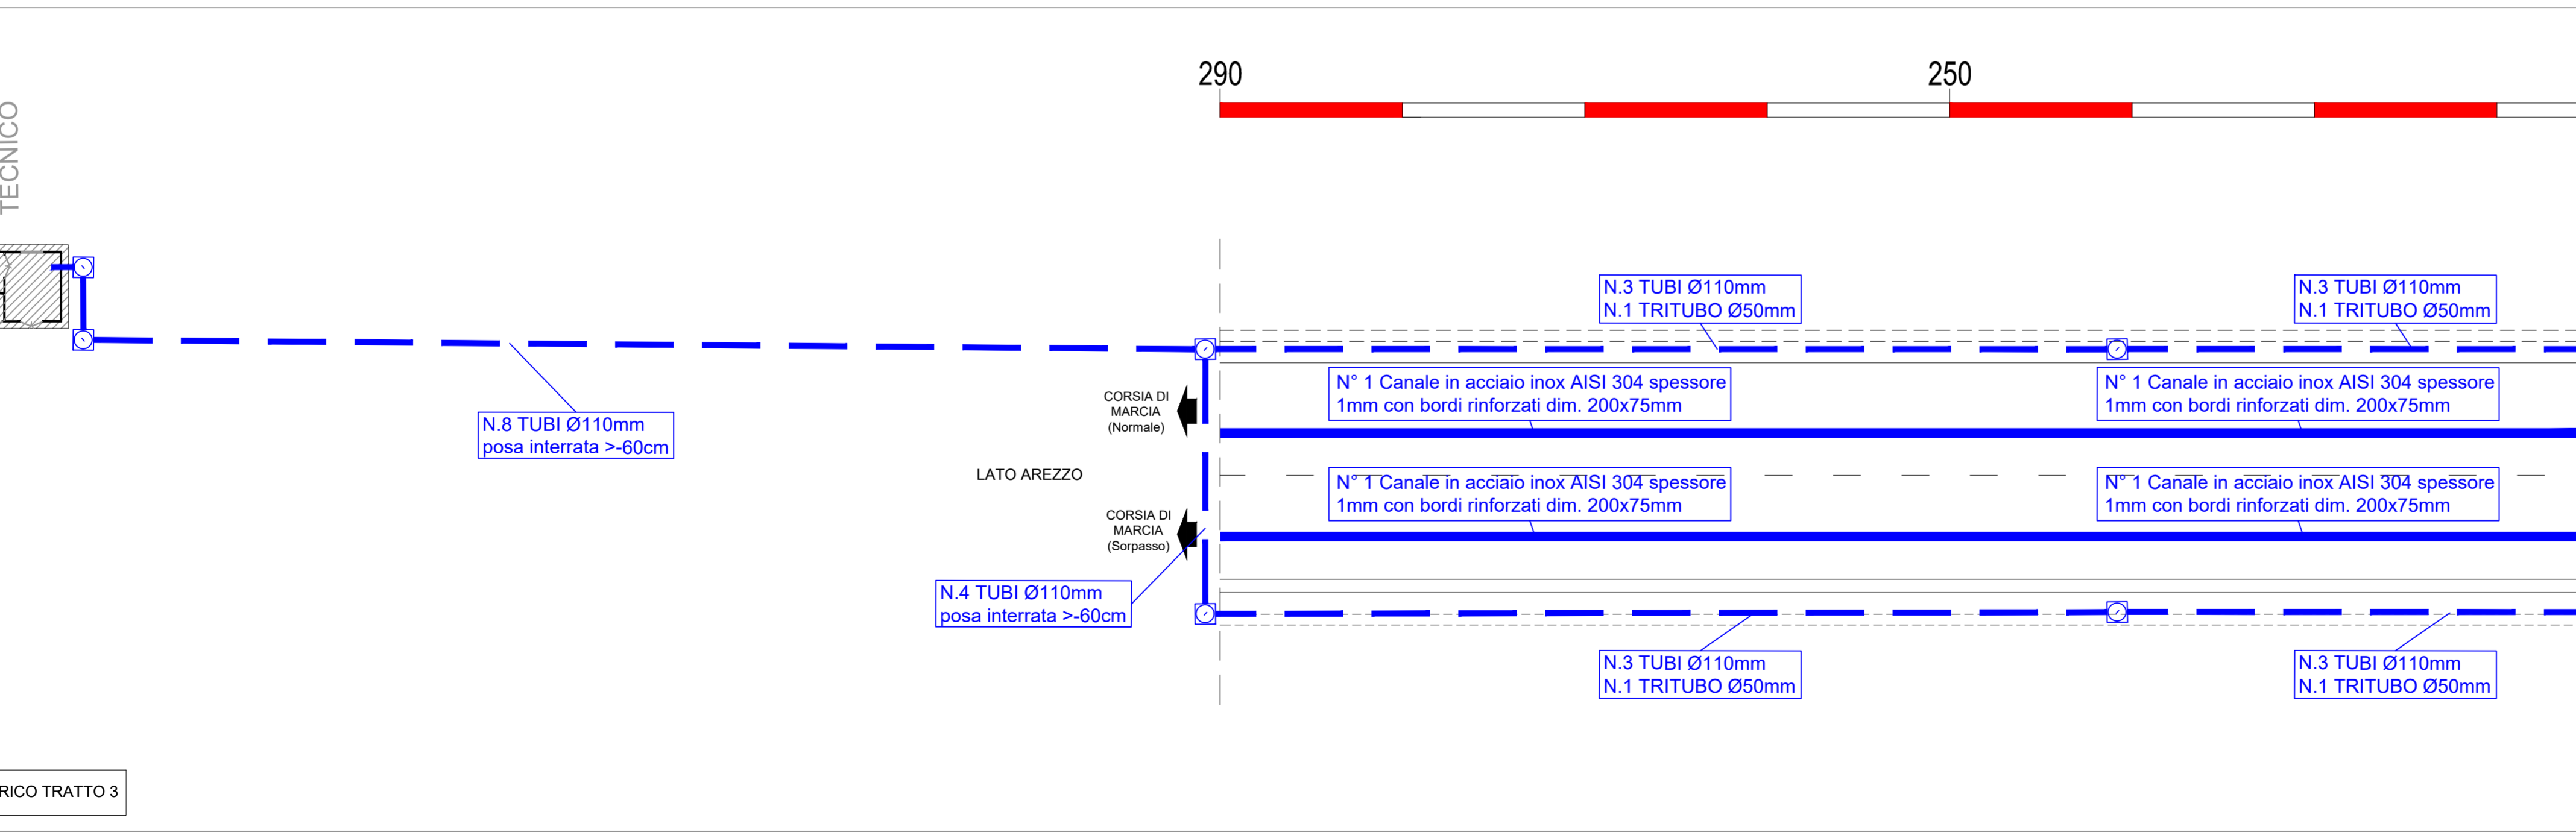 290
250
TECNICO
N.3 TUBI Ø110mm
N.1 TRITUBO Ø50mm
N.3 TUBI Ø110mm
N.1 TRITUBO Ø50mm
N° 1 Canale in acciaio inox AISI 304 spessore
1mm con bordi rinforzati dim. 200x75mm
N° 1 Canale in acciaio inox AISI 304 spessore
1mm con bordi rinforzati dim. 200x75mm
CORSIA DI
MARCIA
(Normale)
N.8 TUBI Ø110mm
posa interrata >-60cm
LATO AREZZO
N° 1 Canale in acciaio inox AISI 304 spessore
1mm con bordi rinforzati dim. 200x75mm
N° 1 Canale in acciaio inox AISI 304 spessore
1mm con bordi rinforzati dim. 200x75mm
CORSIA DI
MARCIA
(Sorpasso)
N.4 TUBI Ø110mm
posa interrata >-60cm
N.3 TUBI Ø110mm
N.1 TRITUBO Ø50mm
N.3 TUBI Ø110mm
N.1 TRITUBO Ø50mm
RICO TRATTO 3